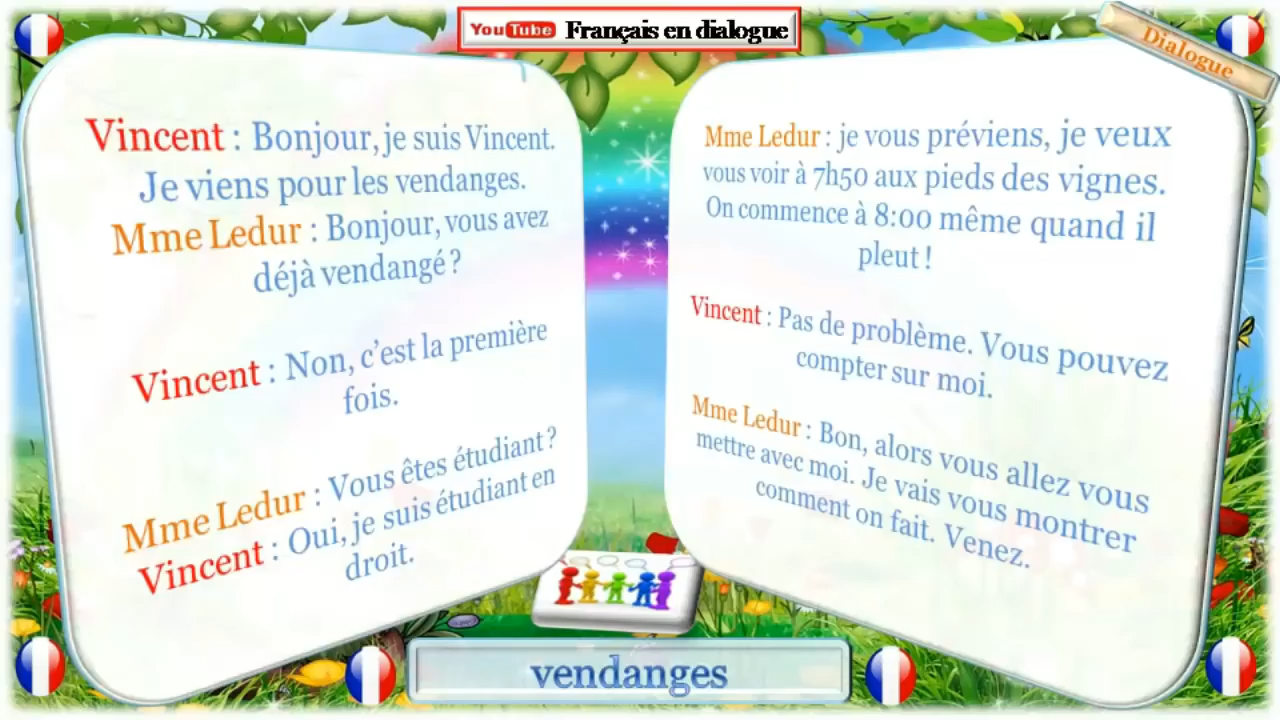 YouTube Français en dialogue
Dialogue
Vincent : Bonjour, je suis Vincent.
Je viens pour les vendanges.
Mme Ledur : Bonjour, vous avez
déjà vendangé ?
Vincent : Non, c’est la première
fois.
Mme Ledur : Vous êtes étudiant ?
Vincent : Oui, je suis étudiant en
droit.
Mme Ledur : je vous préviens, je veux
vous voir à 7h50 aux pieds des vignes.
On commence à 8:00 même quand il
pleut !
Vincent : Pas de problème. Vous pouvez
compter sur moi.
Mme Ledur : Bon, alors vous allez vous
mettre avec moi. Je vais vous montrer
comment on fait. Venez.
vendanges